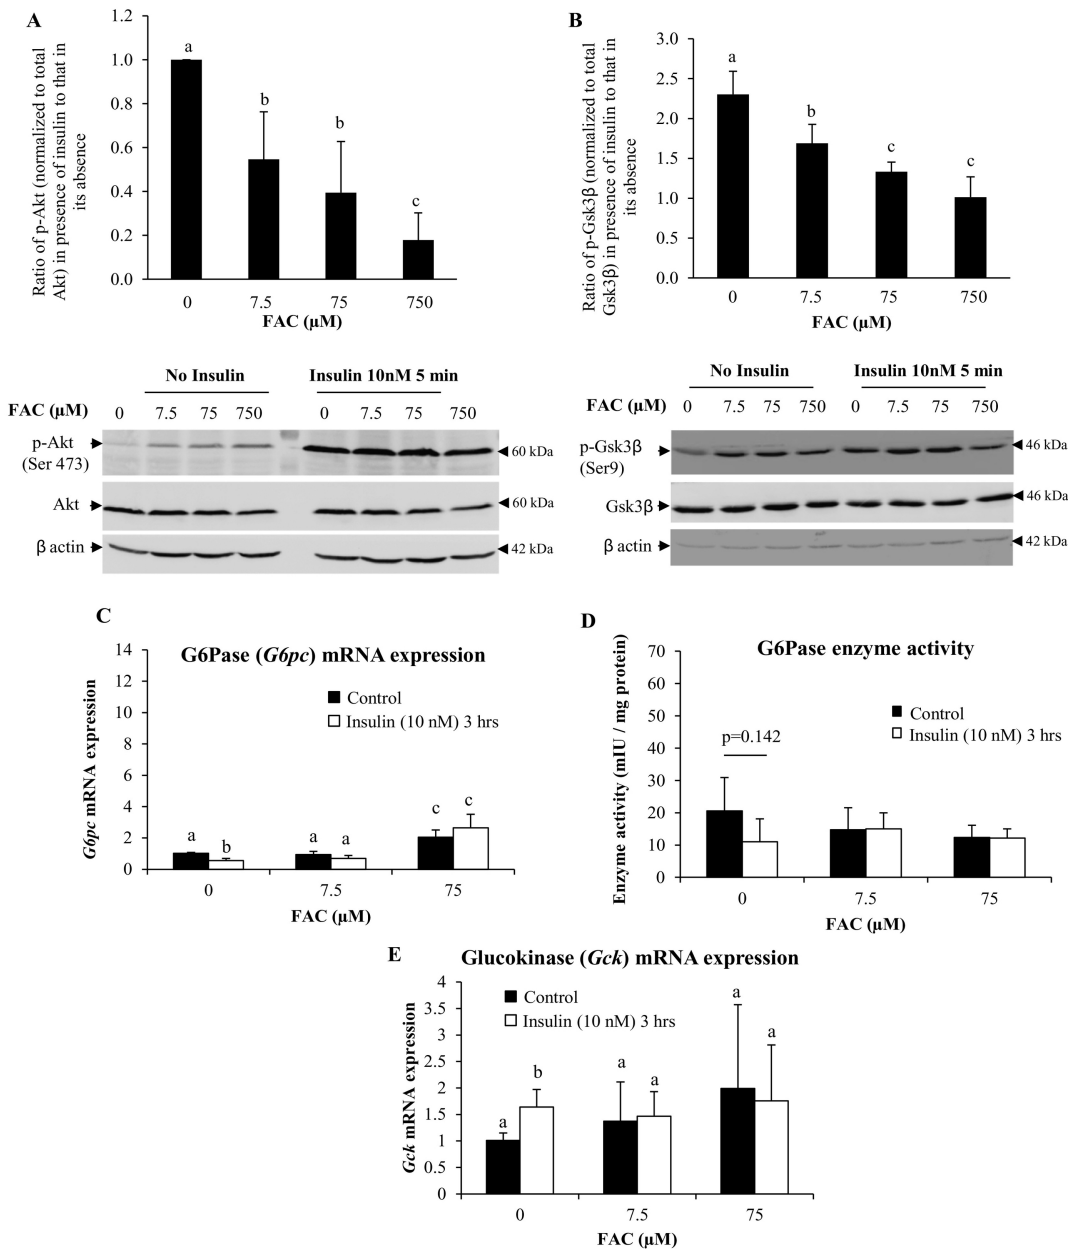 A
Ratio of p-Akt (normalized to total
Akt) in presence of insulin to that in
its absence
1.2
1.0
0.8
0.6
0.4
0.2
0.0
a
b
b
c
0 7.5 75 750
FAC (µM)
B
Ratio of p-Gsk3β (normalized to total
Gsk3β) in presence of insulin to that in
its absence
3.0
2.5
2.0
1.5
1.0
0.5
0.0
a
b
c
c
0 7.5 75 750
FAC (µM)
No Insulin Insulin 10nM 5 min
FAC (µM) 0 7.5 75 750 0 7.5 75 750
p-Akt
(Ser 473)
60 kDa
Akt
60 kDa
β actin
42 kDa
No Insulin Insulin 10nM 5 min
FAC (µM) 0 7.5 75 750 0 7.5 75 750
p-Gsk3β
(Ser9)
46 kDa
Gsk3β
46 kDa
β actin
42 kDa
C
G6Pase (G6pc) mRNA expression
G6pc mRNA expression
14
12
10
8
6
4
2
0
Control
Insulin (10 nM) 3 hrs
a
b
a
a
c
c
0 7.5 75
FAC (µM)
D
G6Pase enzyme activity
Enzyme activity (mIU / mg protein)
70
60
50
40
30
20
10
0
Control
Insulin (10 nM) 3 hrs
p=0.142
0 7.5 75
FAC (µM)
E
Glucokinase (Gck) mRNA expression
Gck mRNA expression
4
3.5
3
2.5
2
1.5
1
0.5
0
Control
Insulin (10 nM) 3 hrs
a
b
a
a
a
a
0 7.5 75
FAC (µM)